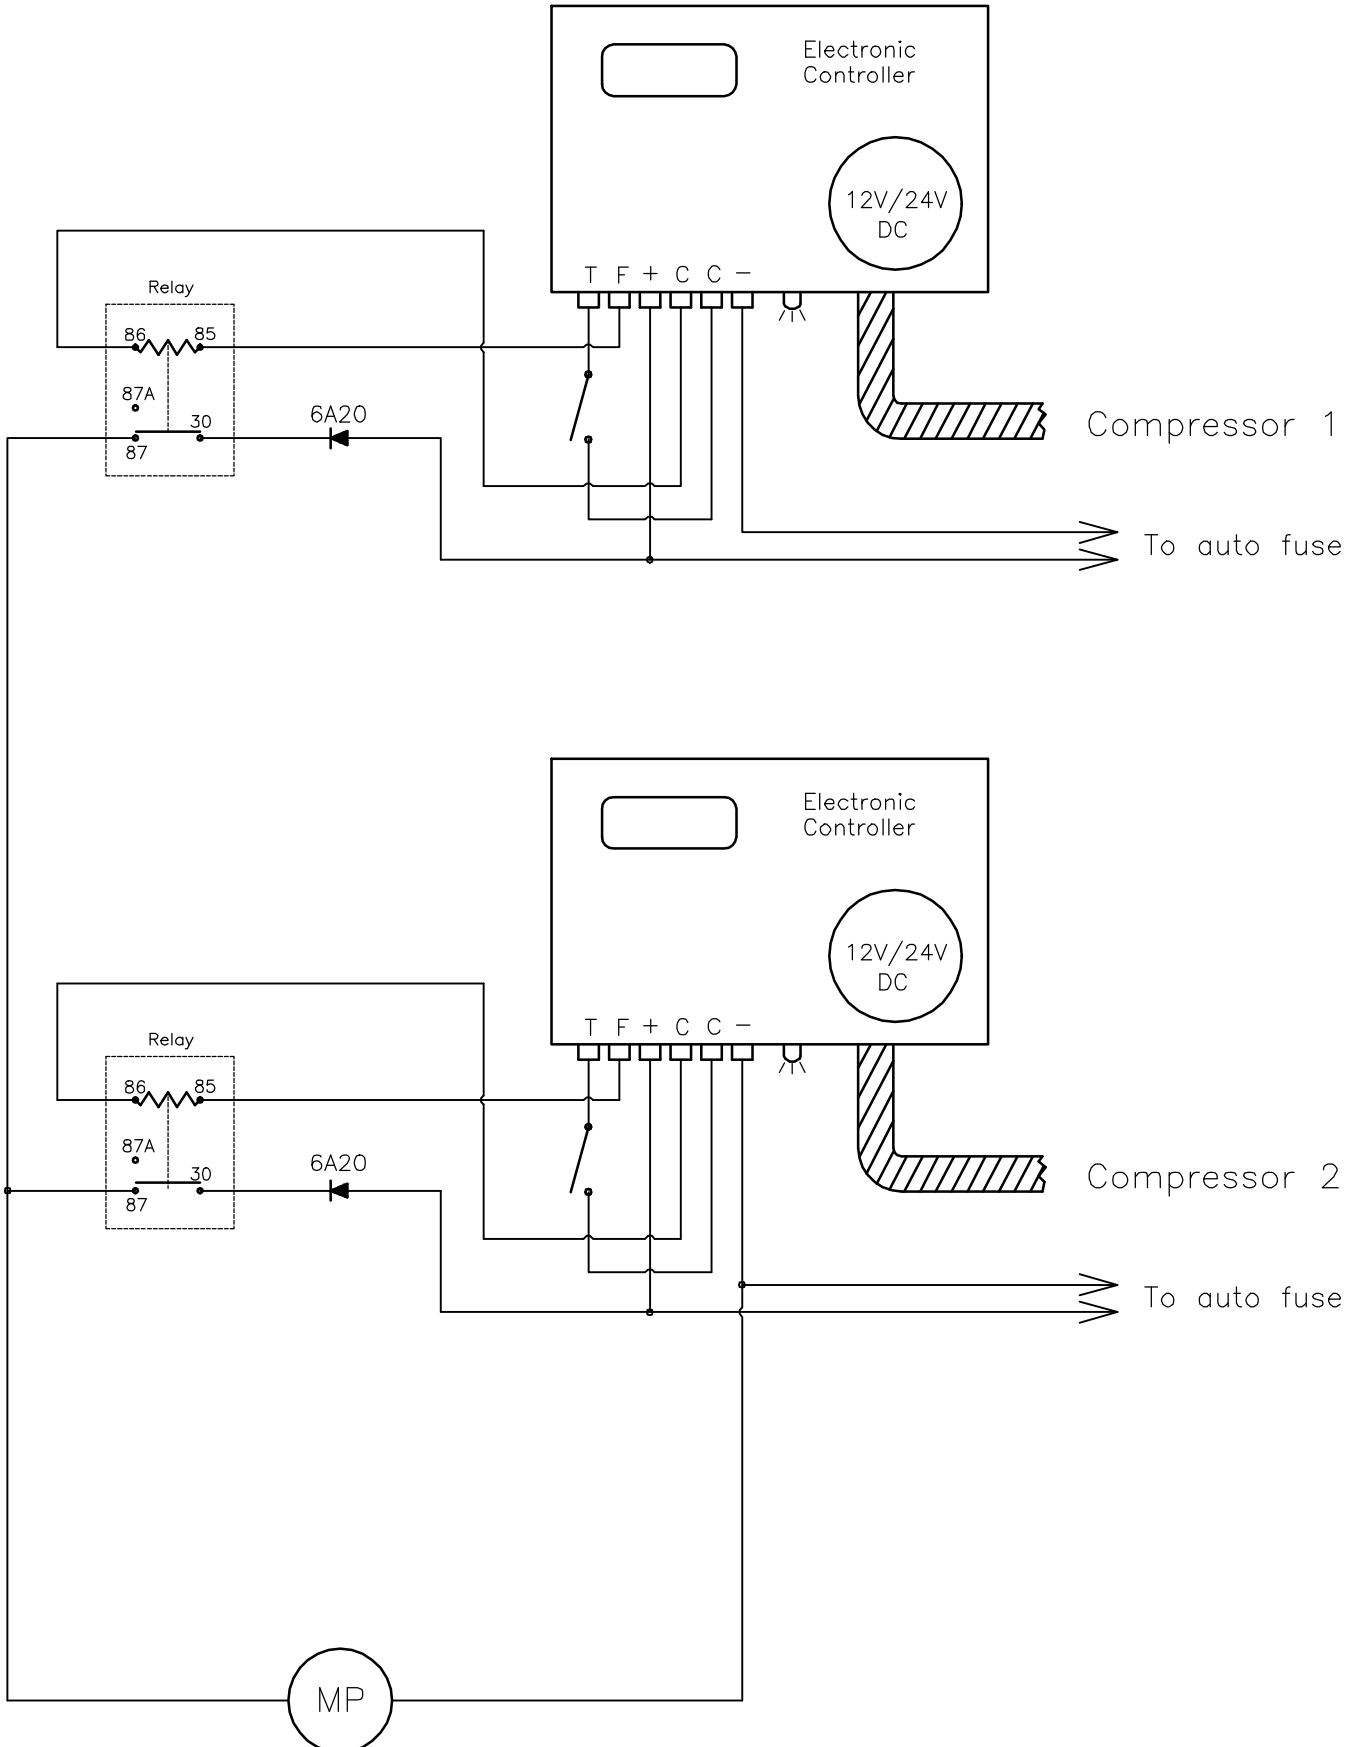 Electronic
Controller
12V/24V
DC
T F + C C −
Relay
86 85
87A
30
87
6A20
Compressor 1
To auto fuse
Electronic
Controller
12V/24V
DC
T F + C C −
Relay
86 85
87A
30
87
6A20
Compressor 2
To auto fuse
MP